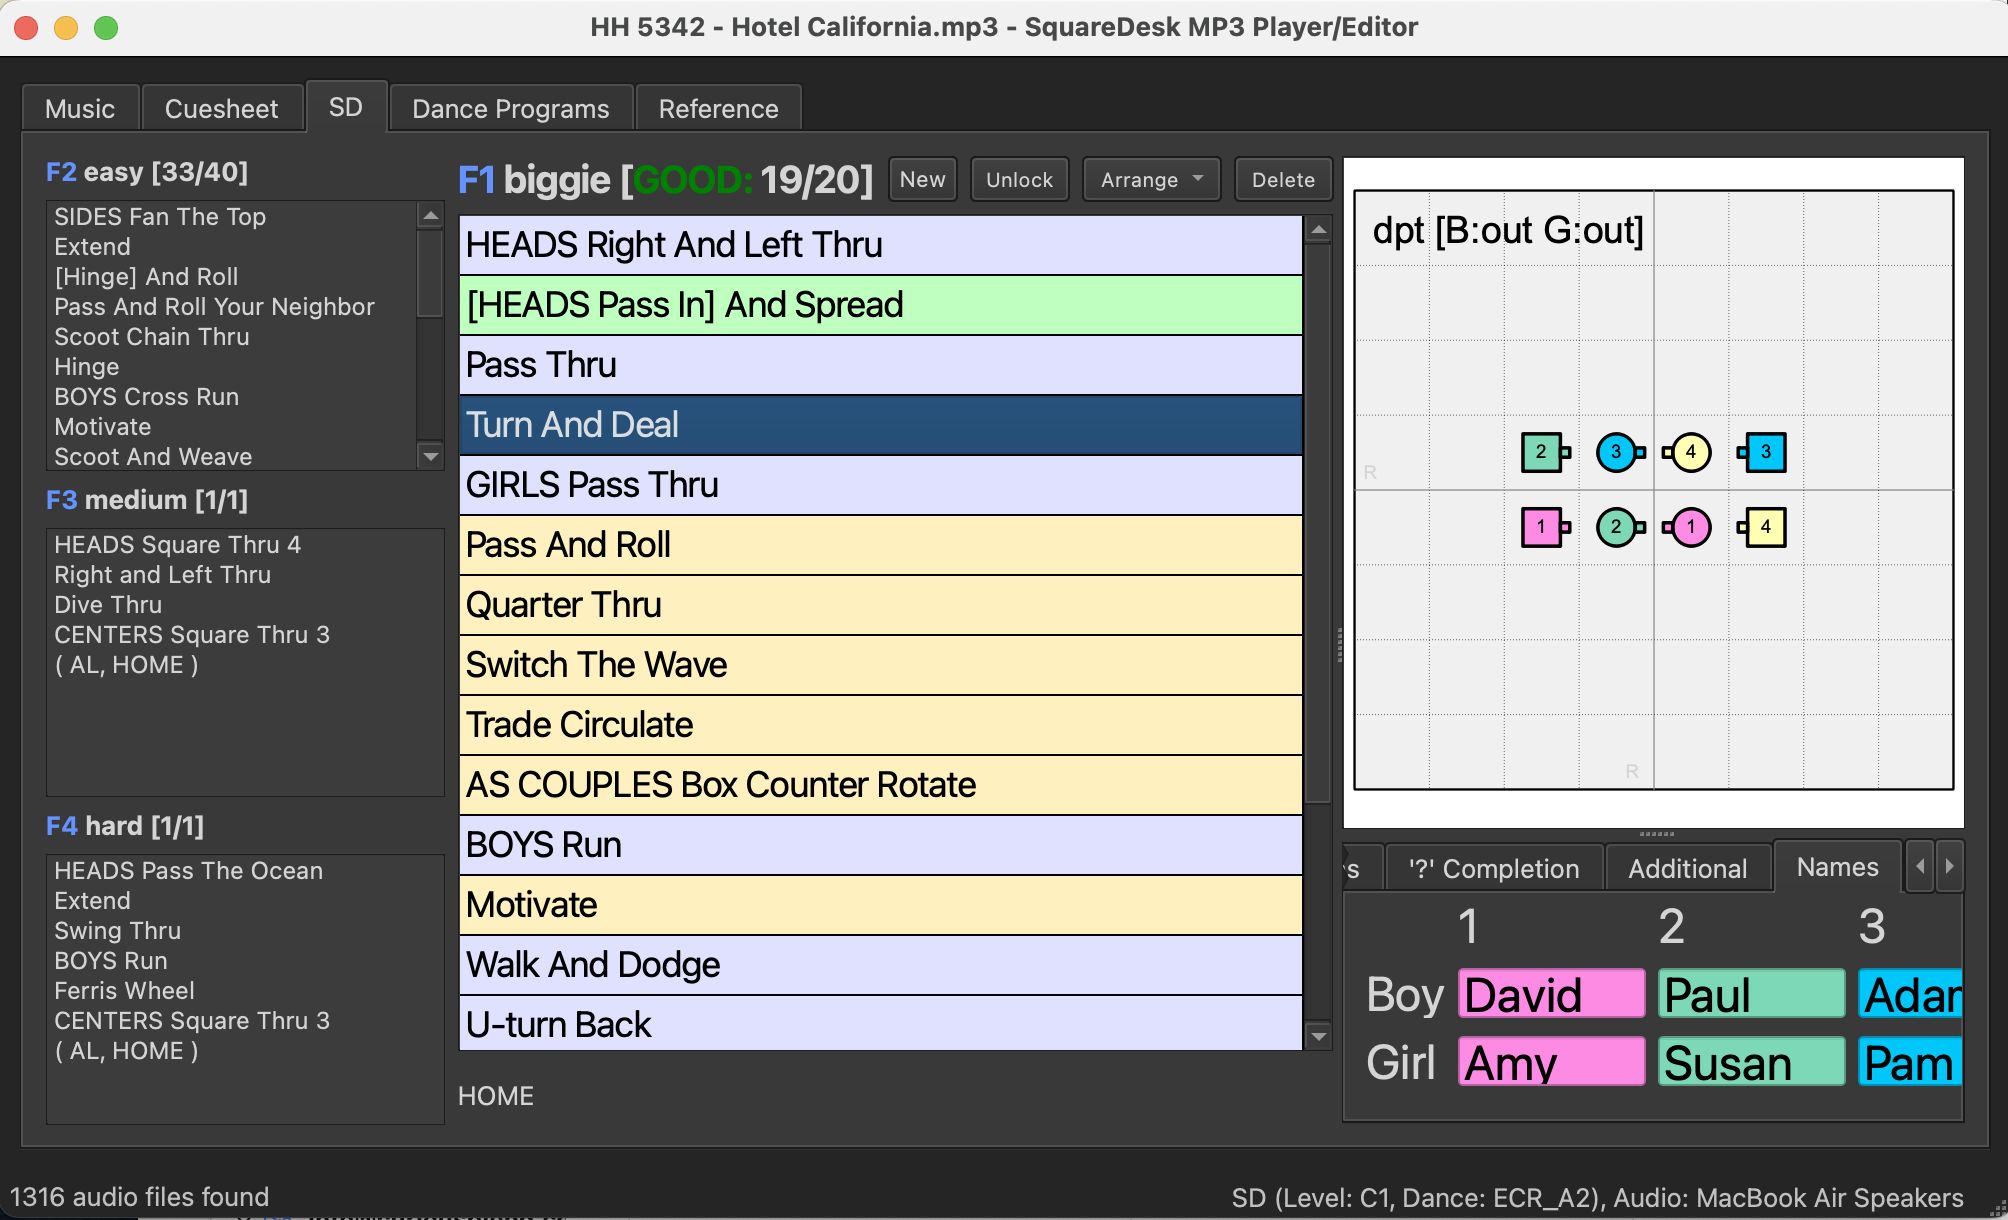 HH 5342 - Hotel California.mp3 - SquareDesk MP3 Player/Editor
Music
Cuesheet
SD
Dance Programs
Reference
F2 easy [33/40]
SIDES Fan The Top
Extend
[Hinge] And Roll
Pass And Roll Your Neighbor
Scoot Chain Thru
Hinge
BOYS Cross Run
Motivate
Scoot And Weave
F3 medium [1/1]
HEADS Square Thru 4
Right and Left Thru
Dive Thru
CENTERS Square Thru 3
( AL, HOME )
F4 hard [1/1]
HEADS Pass The Ocean
Extend
Swing Thru
BOYS Run
Ferris Wheel
CENTERS Square Thru 3
( AL, HOME )
F1 biggie [GOOD: 19/20]
New
Unlock
Arrange
Delete
HEADS Right And Left Thru
[HEADS Pass In] And Spread
Pass Thru
Turn And Deal
GIRLS Pass Thru
Pass And Roll
Quarter Thru
Switch The Wave
Trade Circulate
AS COUPLES Box Counter Rotate
BOYS Run
Motivate
Walk And Dodge
U-turn Back
HOME
dpt [B:out G:out]
2 3 4 3
R
1 2 1 4
R
s
'?' Completion
Additional
Names
1 2 3
Boy David Paul
Girl Amy Susan Pam
1316 audio files found
SD (Level: C1, Dance: ECR_A2), Audio: MacBook Air Speakers